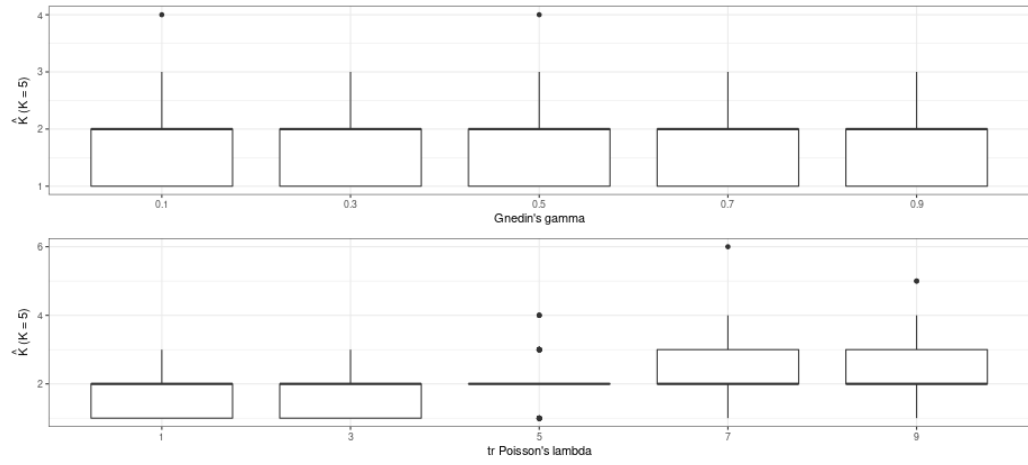 K̂ (K = 5)
4
3
2
1
0.1 0.3 0.5 0.7 0.9
Gnedin's gamma
K̂ (K = 5)
6
4
2
1 3 5 7 9
tr Poisson's lambda